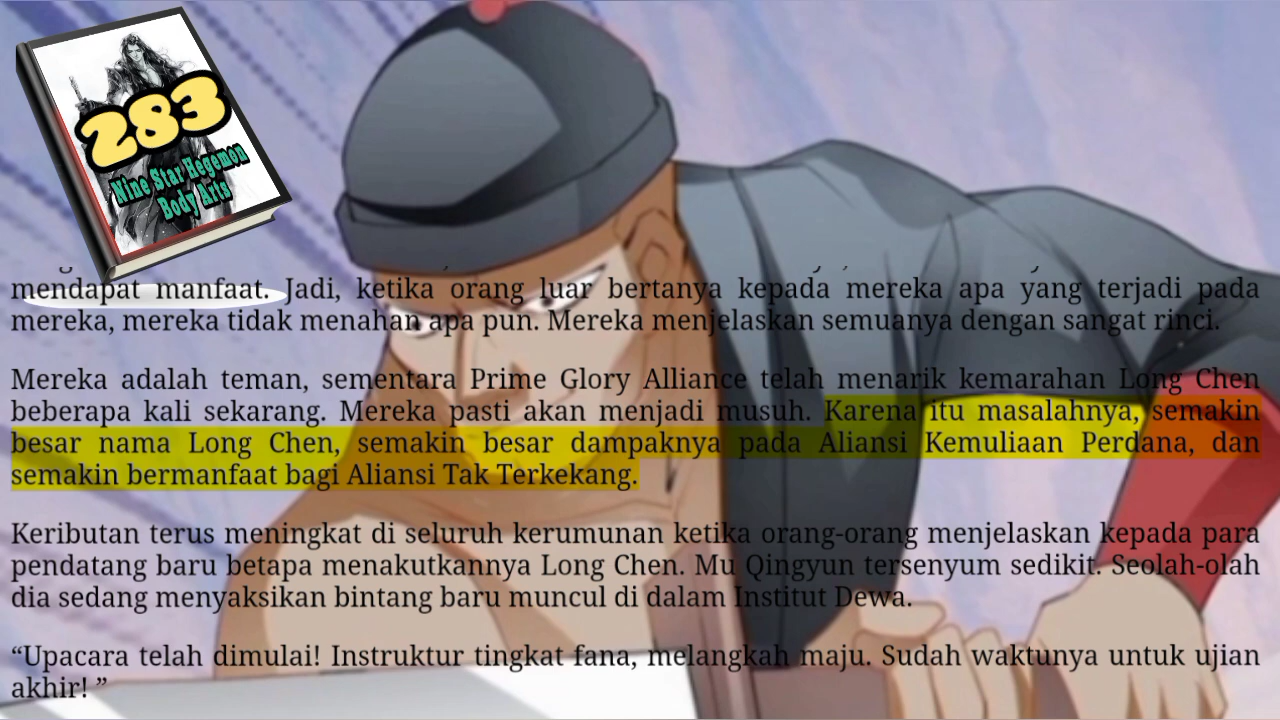 283
Nine Star Hegemon
Body Arts
mendapat manfaat. Jadi, ketika orang luar bertanya kepada mereka apa yang terjadi pada
mereka, mereka tidak menahan apa pun. Mereka menjelaskan semuanya dengan sangat rinci.
Mereka adalah teman, sementara Prime Glory Alliance telah menarik kemarahan Long Chen
beberapa kali sekarang. Mereka pasti akan menjadi musuh. Karena itu masalahnya, semakin
besar nama Long Chen, semakin besar dampaknya pada Aliansi Kemuliaan Perdana, dan
semakin bermanfaat bagi Aliansi Tak Terkekang.
Keributan terus meningkat di seluruh kerumunan ketika orang-orang menjelaskan kepada para
pendatang baru betapa menakutkannya Long Chen. Mu Qingyun tersenyum sedikit. Seolah-olah
dia sedang menyaksikan bintang baru muncul di dalam Institut Dewa.
“Upacara telah dimulai! Instruktur tingkat fana, melangkah maju. Sudah waktunya untuk ujian
akhir! ”